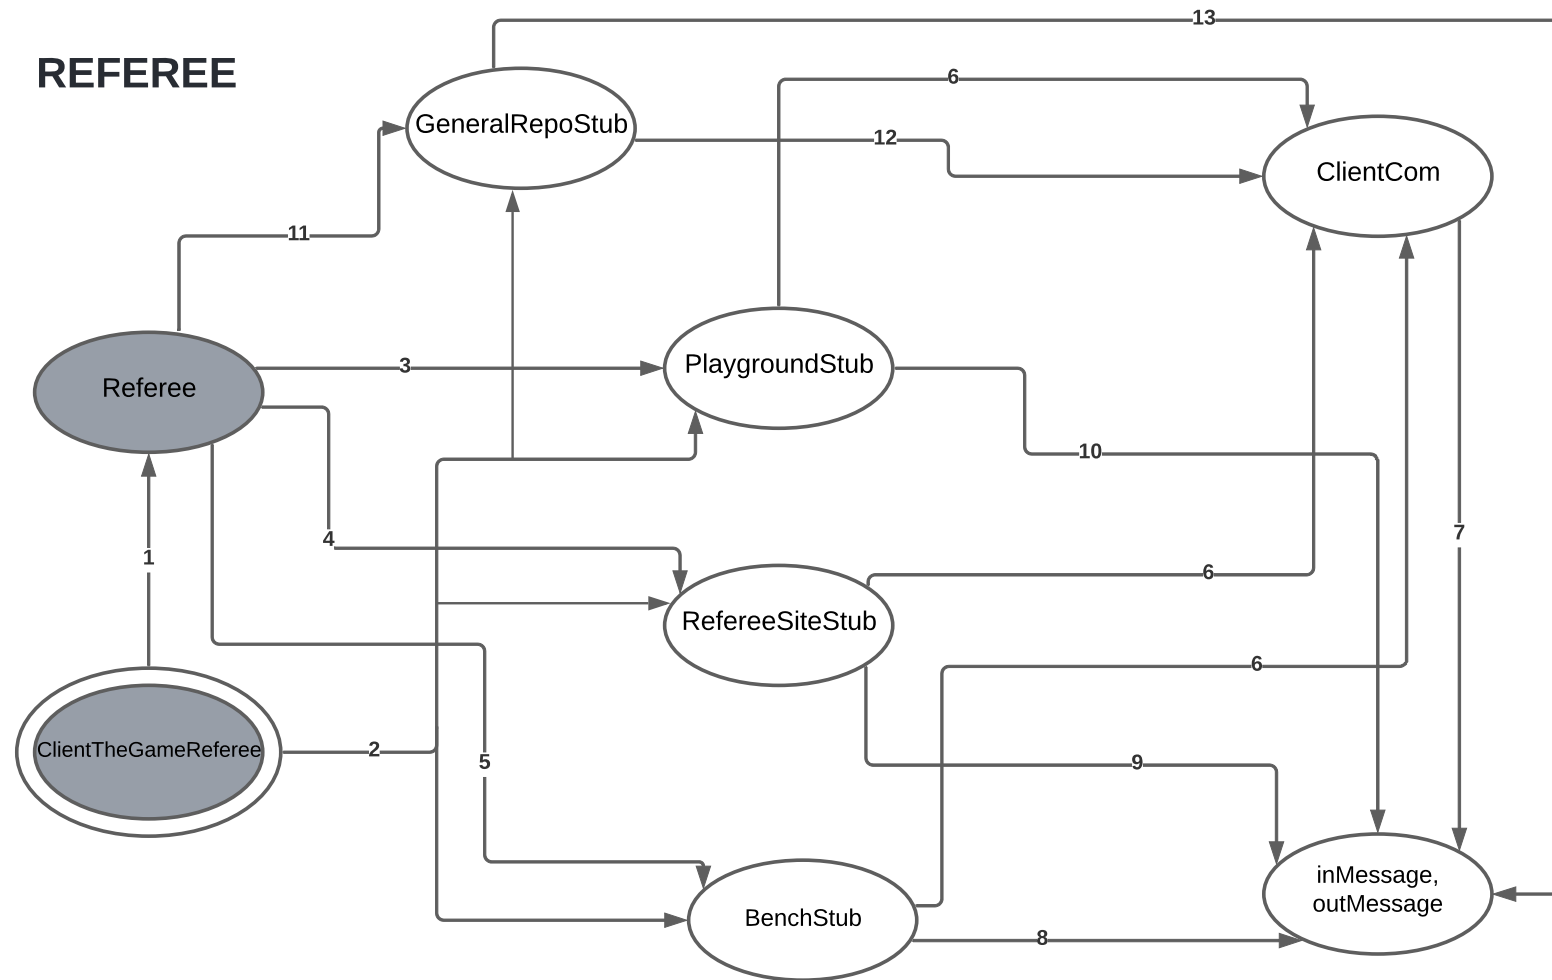 13
REFEREE
6
GeneralRepoStub
12
ClientCom
11
3
PlaygroundStub
Referee
10
4
7
1
6
RefereeSiteStub
6
2
ClientTheGameReferee
5
9
inMessage,
outMessage
BenchStub
8